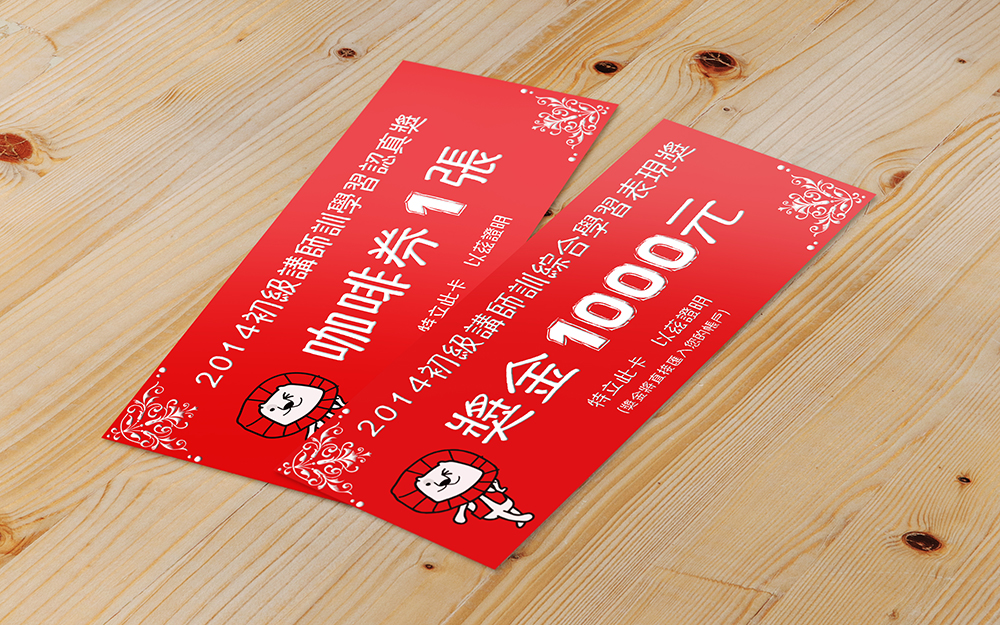 2014初級講師訓學習認真獎
咖啡券 1 張
特立此卡 以茲證明
2014初級講師訓綜合學習表現獎
獎金 1000元
特立此卡 以茲證明
(獎金將直接匯入您的帳戶)